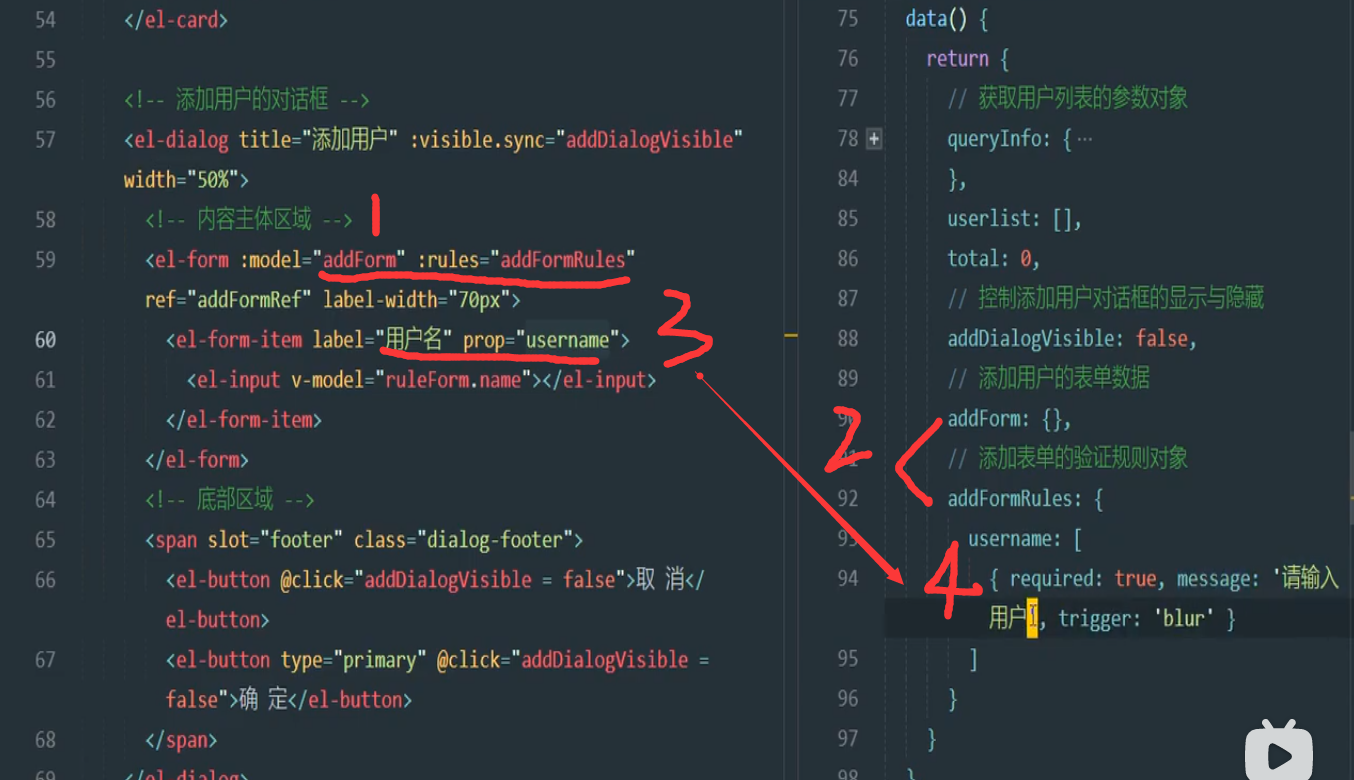 54 </el-card>
55
56 <!-- 添加用户的对话框 -->
57 <el-dialog title="添加用户" :visible.sync="addDialogVisible"
width="50%">
58 <!-- 内容主体区域 -->
1
59 <el-form :model="addForm" :rules="addFormRules"
ref="addFormRef" label-width="70px">
60 <el-form-item label="用户名" prop="username">
3
61 <el-input v-model="ruleForm.name"></el-input>
62 </el-form-item>
63 </el-form>
64 <!-- 底部区域 -->
65 <span slot="footer" class="dialog-footer">
66 <el-button @click="addDialogVisible = false">取 消</
el-button>
67 <el-button type="primary" @click="addDialogVisible =
false">确 定</el-button>
68 </span>
69 </el-dialog>
75 data() {
76 return {
77 // 获取用户列表的参数对象
78 queryInfo: {…
84 },
85 userlist: [],
86 total: 0,
87 // 控制添加用户对话框的显示与隐藏
88 addDialogVisible: false,
89 // 添加用户的表单数据
90 addForm: {},
2
91 // 添加表单的验证规则对象
92 addFormRules: {
93 username: [
4
94 { required: true, message: '请输入
用户, trigger: 'blur' }
95 ]
96 }
97 }
98 }